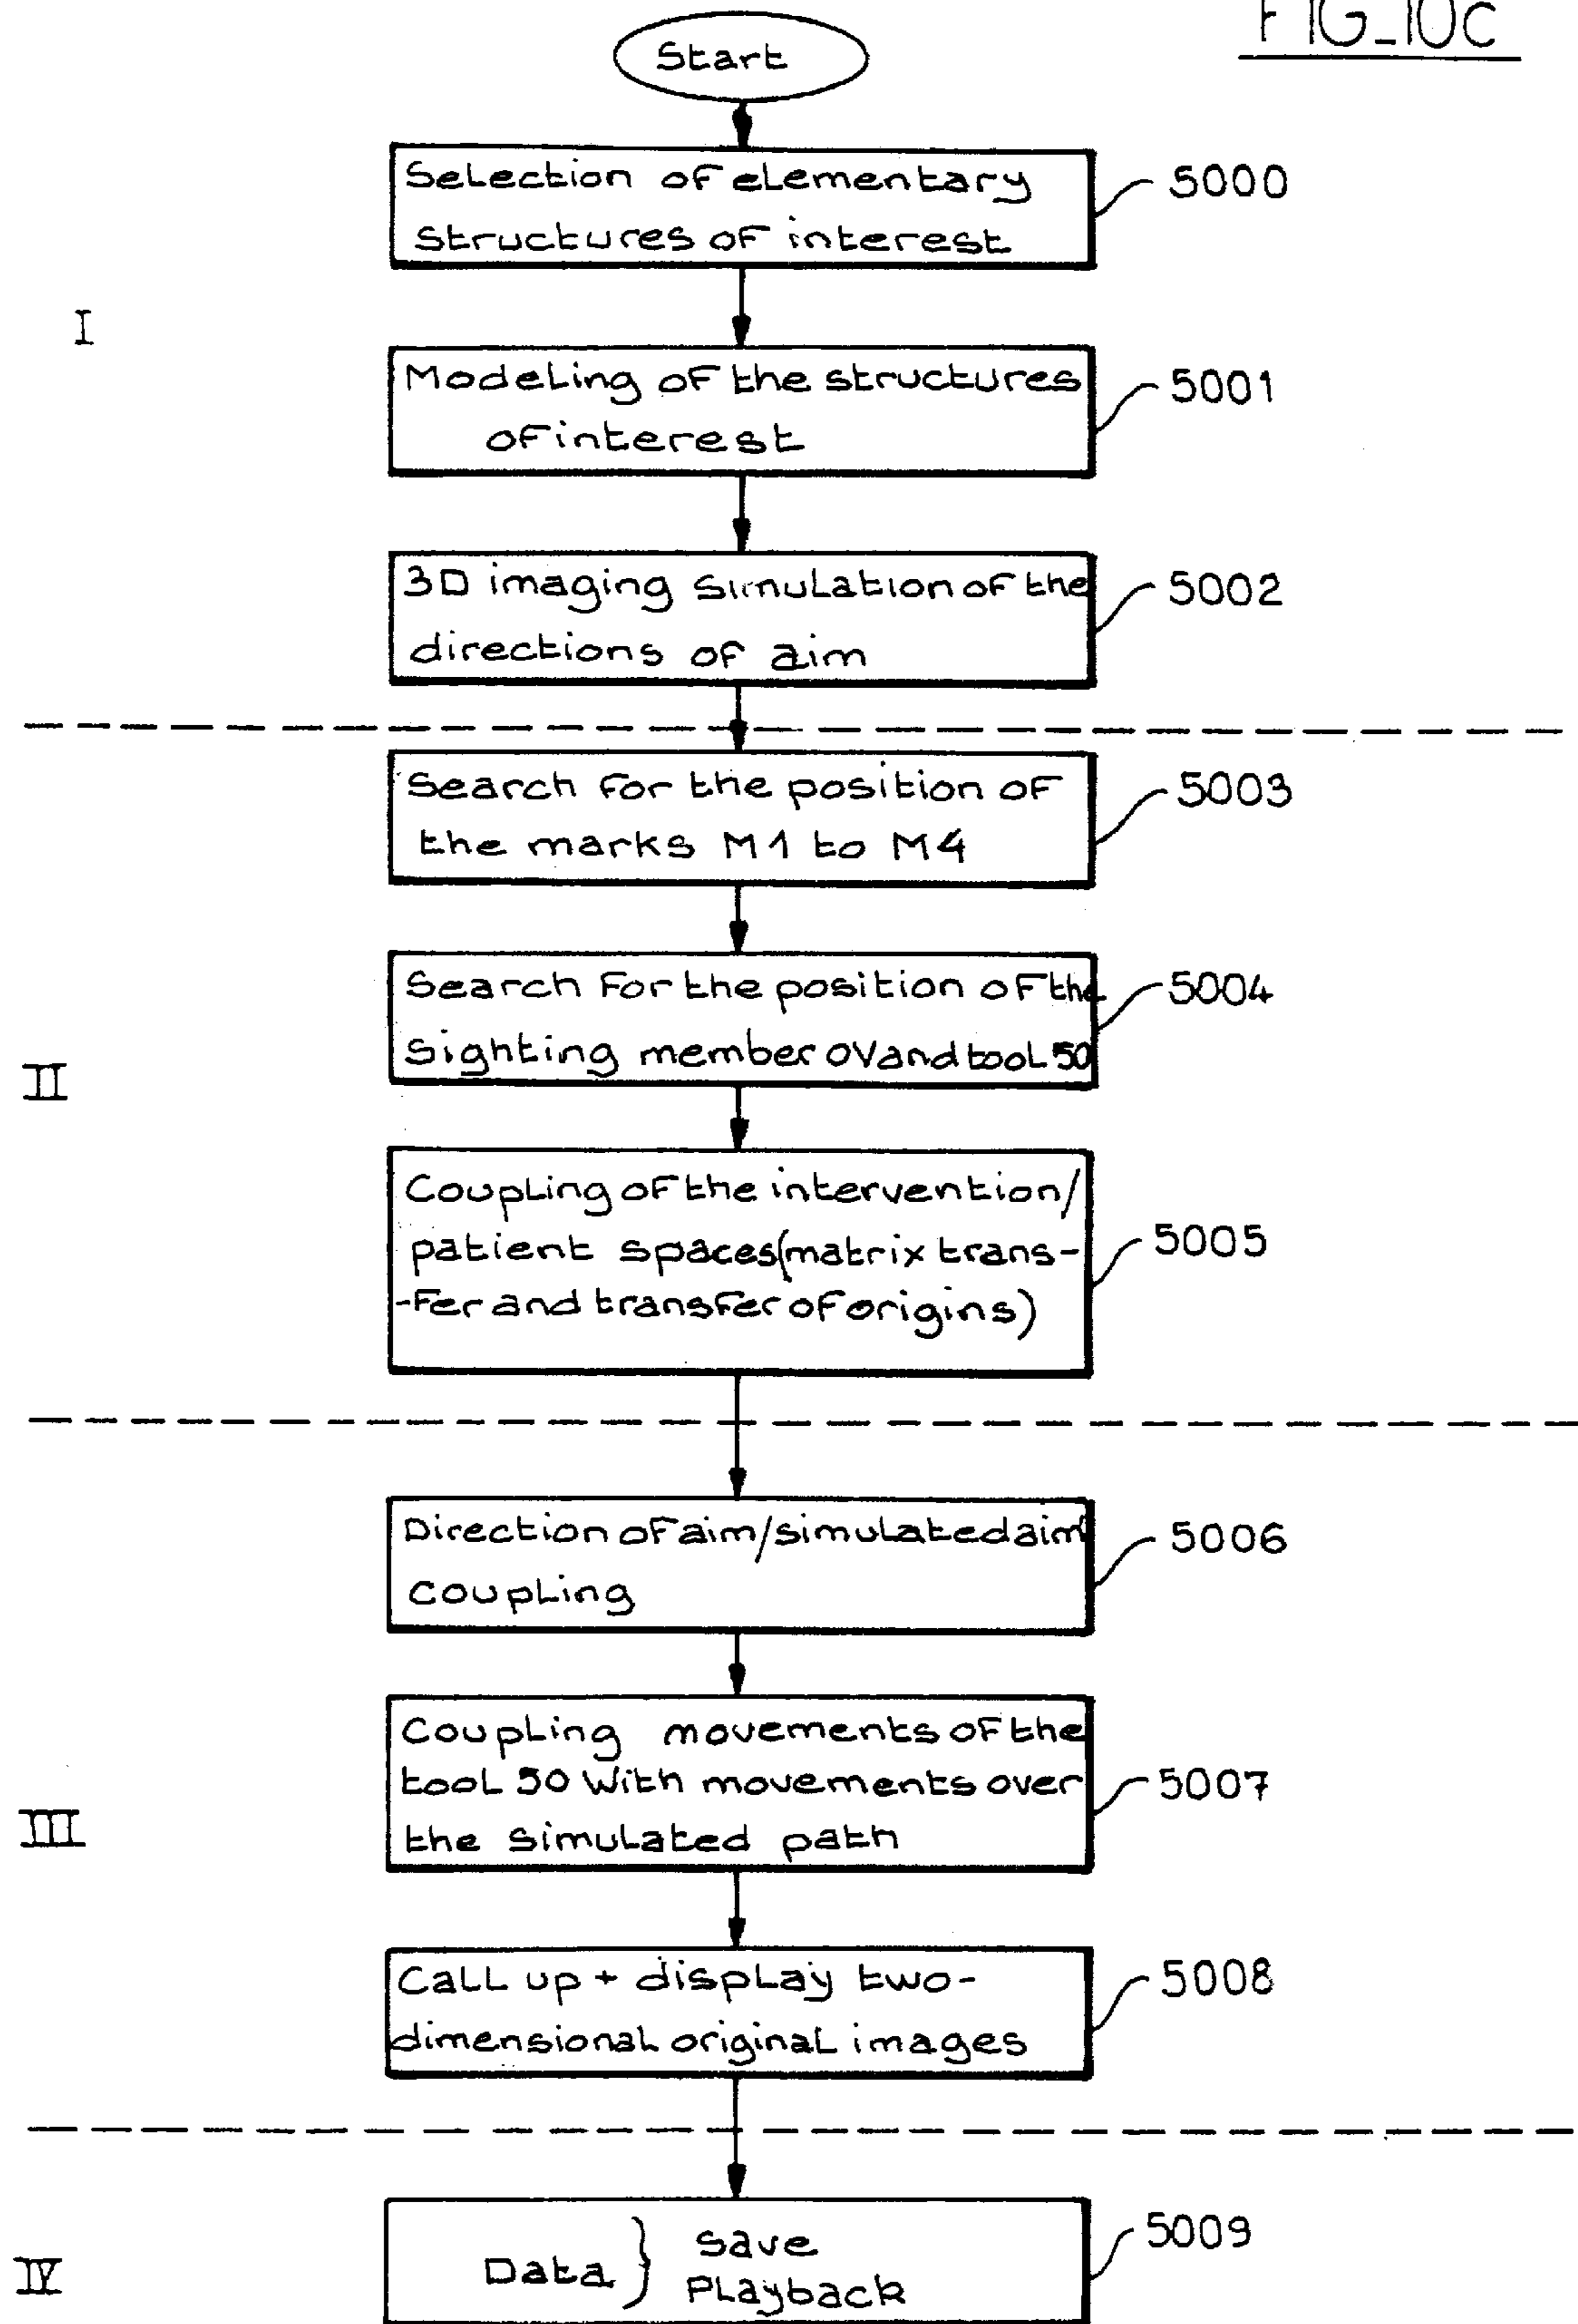 FIG_10c
Start
Selection of elementary
structures of interest
5000
I
Modeling of the structures
of interest
5001
3D imaging simulation of the
directions of aim
5002
Search for the position of
the marks M1 to M4
5003
Search for the position of the
sighting member OV and tool 50
5004
II
Coupling of the intervention/
patient spaces (matrix trans-
-fer and transfer of origins)
5005
Direction of aim/simulated aim
coupling
5006
Coupling movements of the
tool 50 with movements over
the simulated path
5007
III
Call up + display two-
dimensional original images
5008
Data } Save
Playback
5009
IV